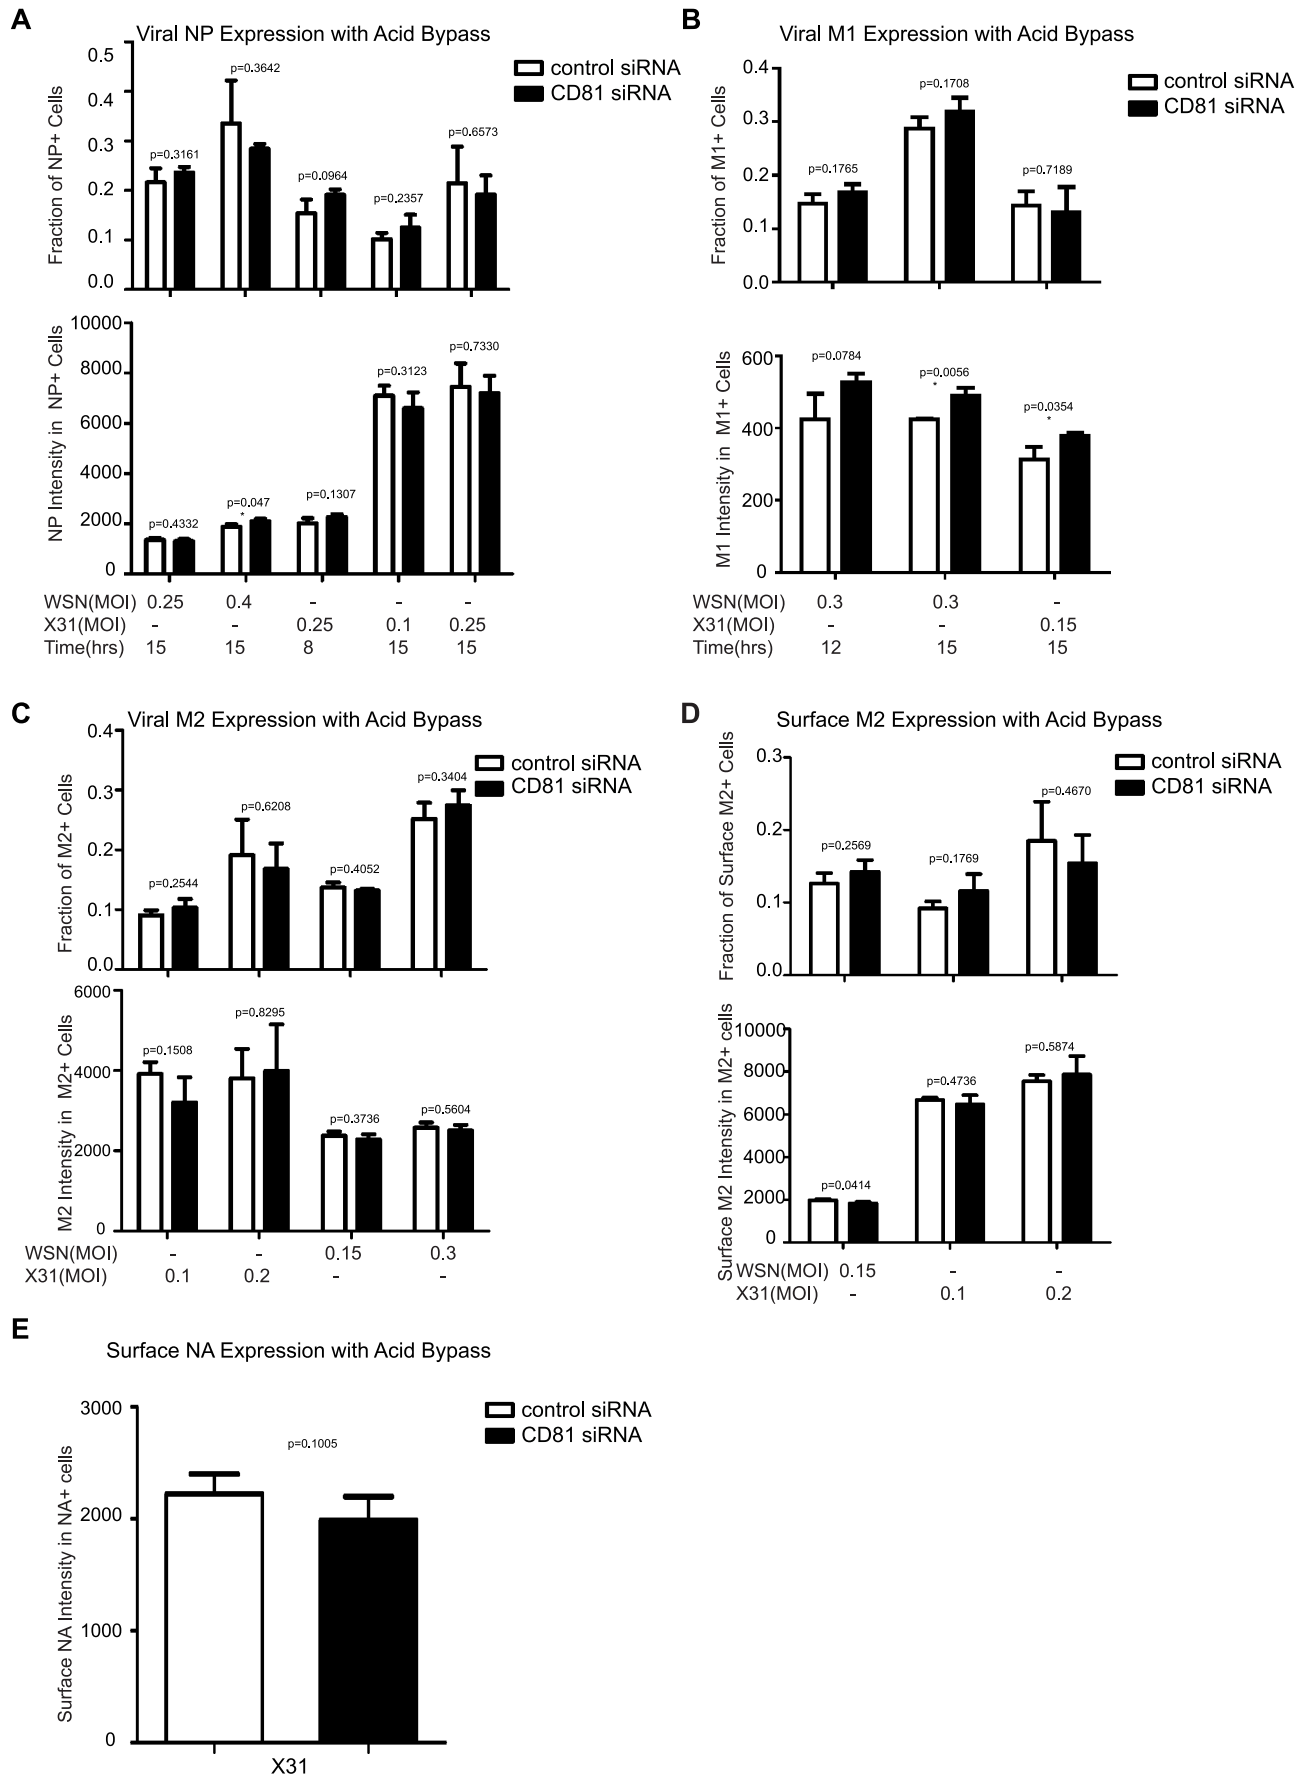 A
Viral NP Expression with Acid Bypass
control siRNA
CD81 siRNA
Fraction of NP+ Cells
0.5
0.4
0.3
0.2
0.1
0.0
p=0.3161
p=0.3642
p=0.0964
p=0.2357
p=0.6573
NP Intensity in NP+ Cells
10000
8000
6000
4000
2000
0
p=0.4332
p=0.047
*
p=0.1307
p=0.3123
p=0.7330
WSN(MOI) 0.25 0.4 - - -
X31(MOI) - - 0.25 0.1 0.25
Time(hrs) 15 15 8 15 15
B
Viral M1 Expression with Acid Bypass
control siRNA
CD81 siRNA
Fraction of M1+ Cells
0.4
0.3
0.2
0.1
0.0
p=0.1765
p=0.1708
p=0.7189
M1 Intensity in M1+ Cells
600
400
200
0
p=0.0784
p=0.0056
*
p=0.0354
*
WSN(MOI) 0.3 0.3 -
X31(MOI) - - 0.15
Time(hrs) 12 15 15
C
Viral M2 Expression with Acid Bypass
control siRNA
CD81 siRNA
Fraction of M2+ Cells
0.4
0.3
0.2
0.1
0.0
p=0.2544
p=0.6208
p=0.4052
p=0.3404
M2 Intensity in M2+ Cells
6000
4000
2000
0
p=0.1508
p=0.8295
p=0.3736
p=0.5604
WSN(MOI) - - 0.15 0.3
X31(MOI) 0.1 0.2 - -
D
Surface M2 Expression with Acid Bypass
control siRNA
CD81 siRNA
Fraction of Surface M2+ Cells
0.3
0.2
0.1
0.0
p=0.2569
p=0.1769
p=0.4670
Surface M2 Intensity in M2+ cells
10000
8000
6000
4000
2000
0
p=0.0414
p=0.4736
p=0.5874
WSN(MOI) 0.15 - -
X31(MOI) - 0.1 0.2
E
Surface NA Expression with Acid Bypass
control siRNA
CD81 siRNA
Surface NA Intensity in NA+ cells
3000
2000
1000
0
p=0.1005
X31